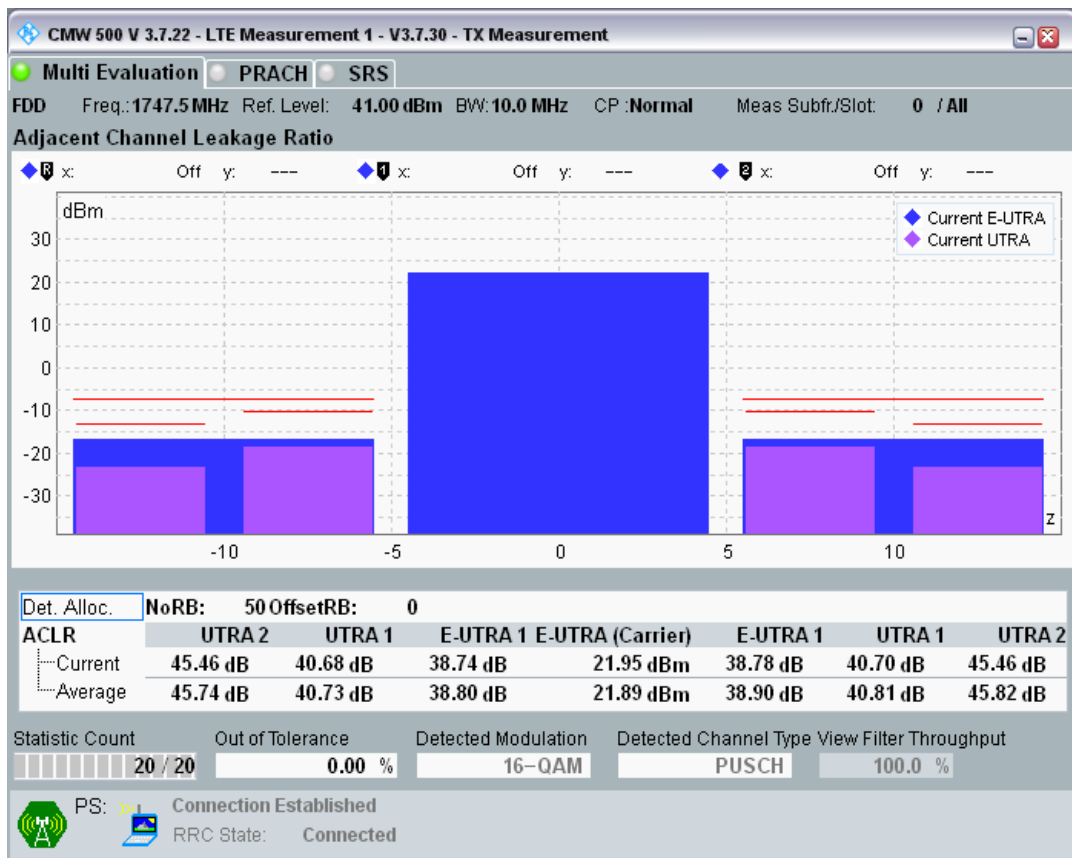 CMW 500 V 3.7.22 - LTE Measurement 1 - V3.7.30 - TX Measurement
Multi Evaluation PRACH SRS
FDD Freq.: 1747.5 MHz Ref. Level: 41.00 dBm BW: 10.0 MHz CP :Normal Meas Subfr./Slot: 0 / All
Adjacent Channel Leakage Ratio
R x: Off y: --- 1 x: Off y: --- 2 x: Off y: ---
dBm
Current E-UTRA
Current UTRA
30
20
10
0
-10
-20
-30
z
-10 -5 0 5 10
Det. Alloc. NoRB: 50 OffsetRB: 0
ACLR UTRA 2 UTRA 1 E-UTRA 1 E-UTRA (Carrier) E-UTRA 1 UTRA 1 UTRA 2
Current 45.46 dB 40.68 dB 38.74 dB 21.95 dBm 38.78 dB 40.70 dB 45.46 dB
Average 45.74 dB 40.73 dB 38.80 dB 21.89 dBm 38.90 dB 40.81 dB 45.82 dB
Statistic Count Out of Tolerance Detected Modulation Detected Channel Type View Filter Throughput
20 / 20 0.00 % 16-QAM PUSCH 100.0 %
PS: Connection Established
RRC State: Connected